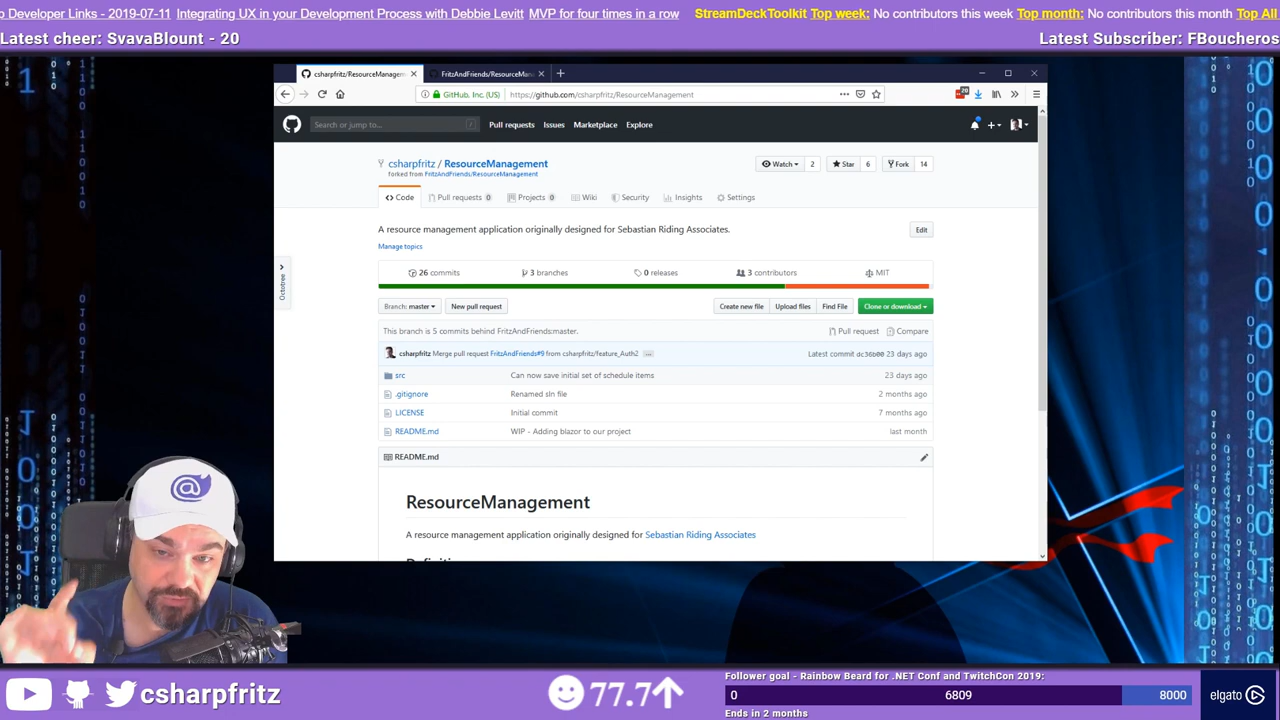 p Developer Links - 2019-07-11 Integrating UX in your Development Process with Debbie Levitt MVP for four times in a row StreamDeckToolkit Top week: No contributors this week Top month: No contributors this month Top All
Latest cheer: SvavaBlount - 20
Latest Subscriber: FBoucheros
csharpfritz/ResourceManagem
FritzAndFriends/ResourceMan
GitHub, Inc. (US)
https://github.com/csharpfritz/ResourceManagement
20
Search or jump to...
/
Pull requests Issues Marketplace Explore
csharpfritz / ResourceManagement
forked from FritzAndFriends/ResourceManagement
Watch 2
Star 6
Fork 14
Code
Pull requests 0
Projects 0
Wiki
Security
Insights
Settings
A resource management application originally designed for Sebastian Riding Associates.
Edit
Manage topics
Octotree
26 commits
3 branches
0 releases
3 contributors
MIT
Branch: master
New pull request
Create new file
Upload files
Find File
Clone or download
This branch is 5 commits behind FritzAndFriends:master.
Pull request
Compare
csharpfritz Merge pull request FritzAndFriends#9 from csharpfritz/feature_Auth2 ...
Latest commit dc36b00 23 days ago
src Can now save initial set of schedule items 23 days ago
.gitignore Renamed sln file 2 months ago
LICENSE Initial commit 7 months ago
README.md WIP - Adding blazor to our project last month
README.md
ResourceManagement
A resource management application originally designed for Sebastian Riding Associates
csharpfritz
77.7
Follower goal - Rainbow Beard for .NET Conf and TwitchCon 2019:
0 6809 8000
Ends in 2 months
elgato